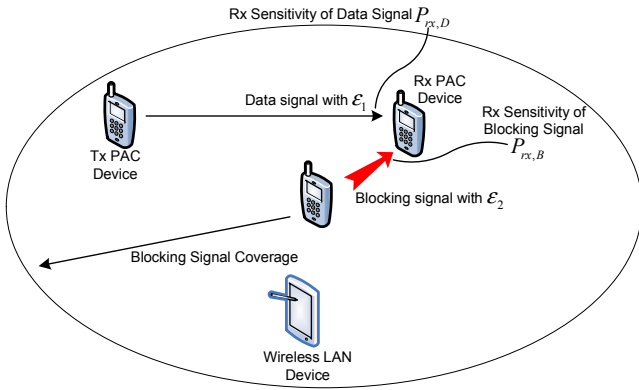 Rx Sensitivity of Data Signal P_{rx,D}
Rx PAC
Device
Data signal with ε_1
Rx Sensitivity of
Blocking Signal
P_{rx,B}
Tx PAC
Device
Blocking signal with ε_2
Blocking Signal Coverage
Wireless LAN
Device